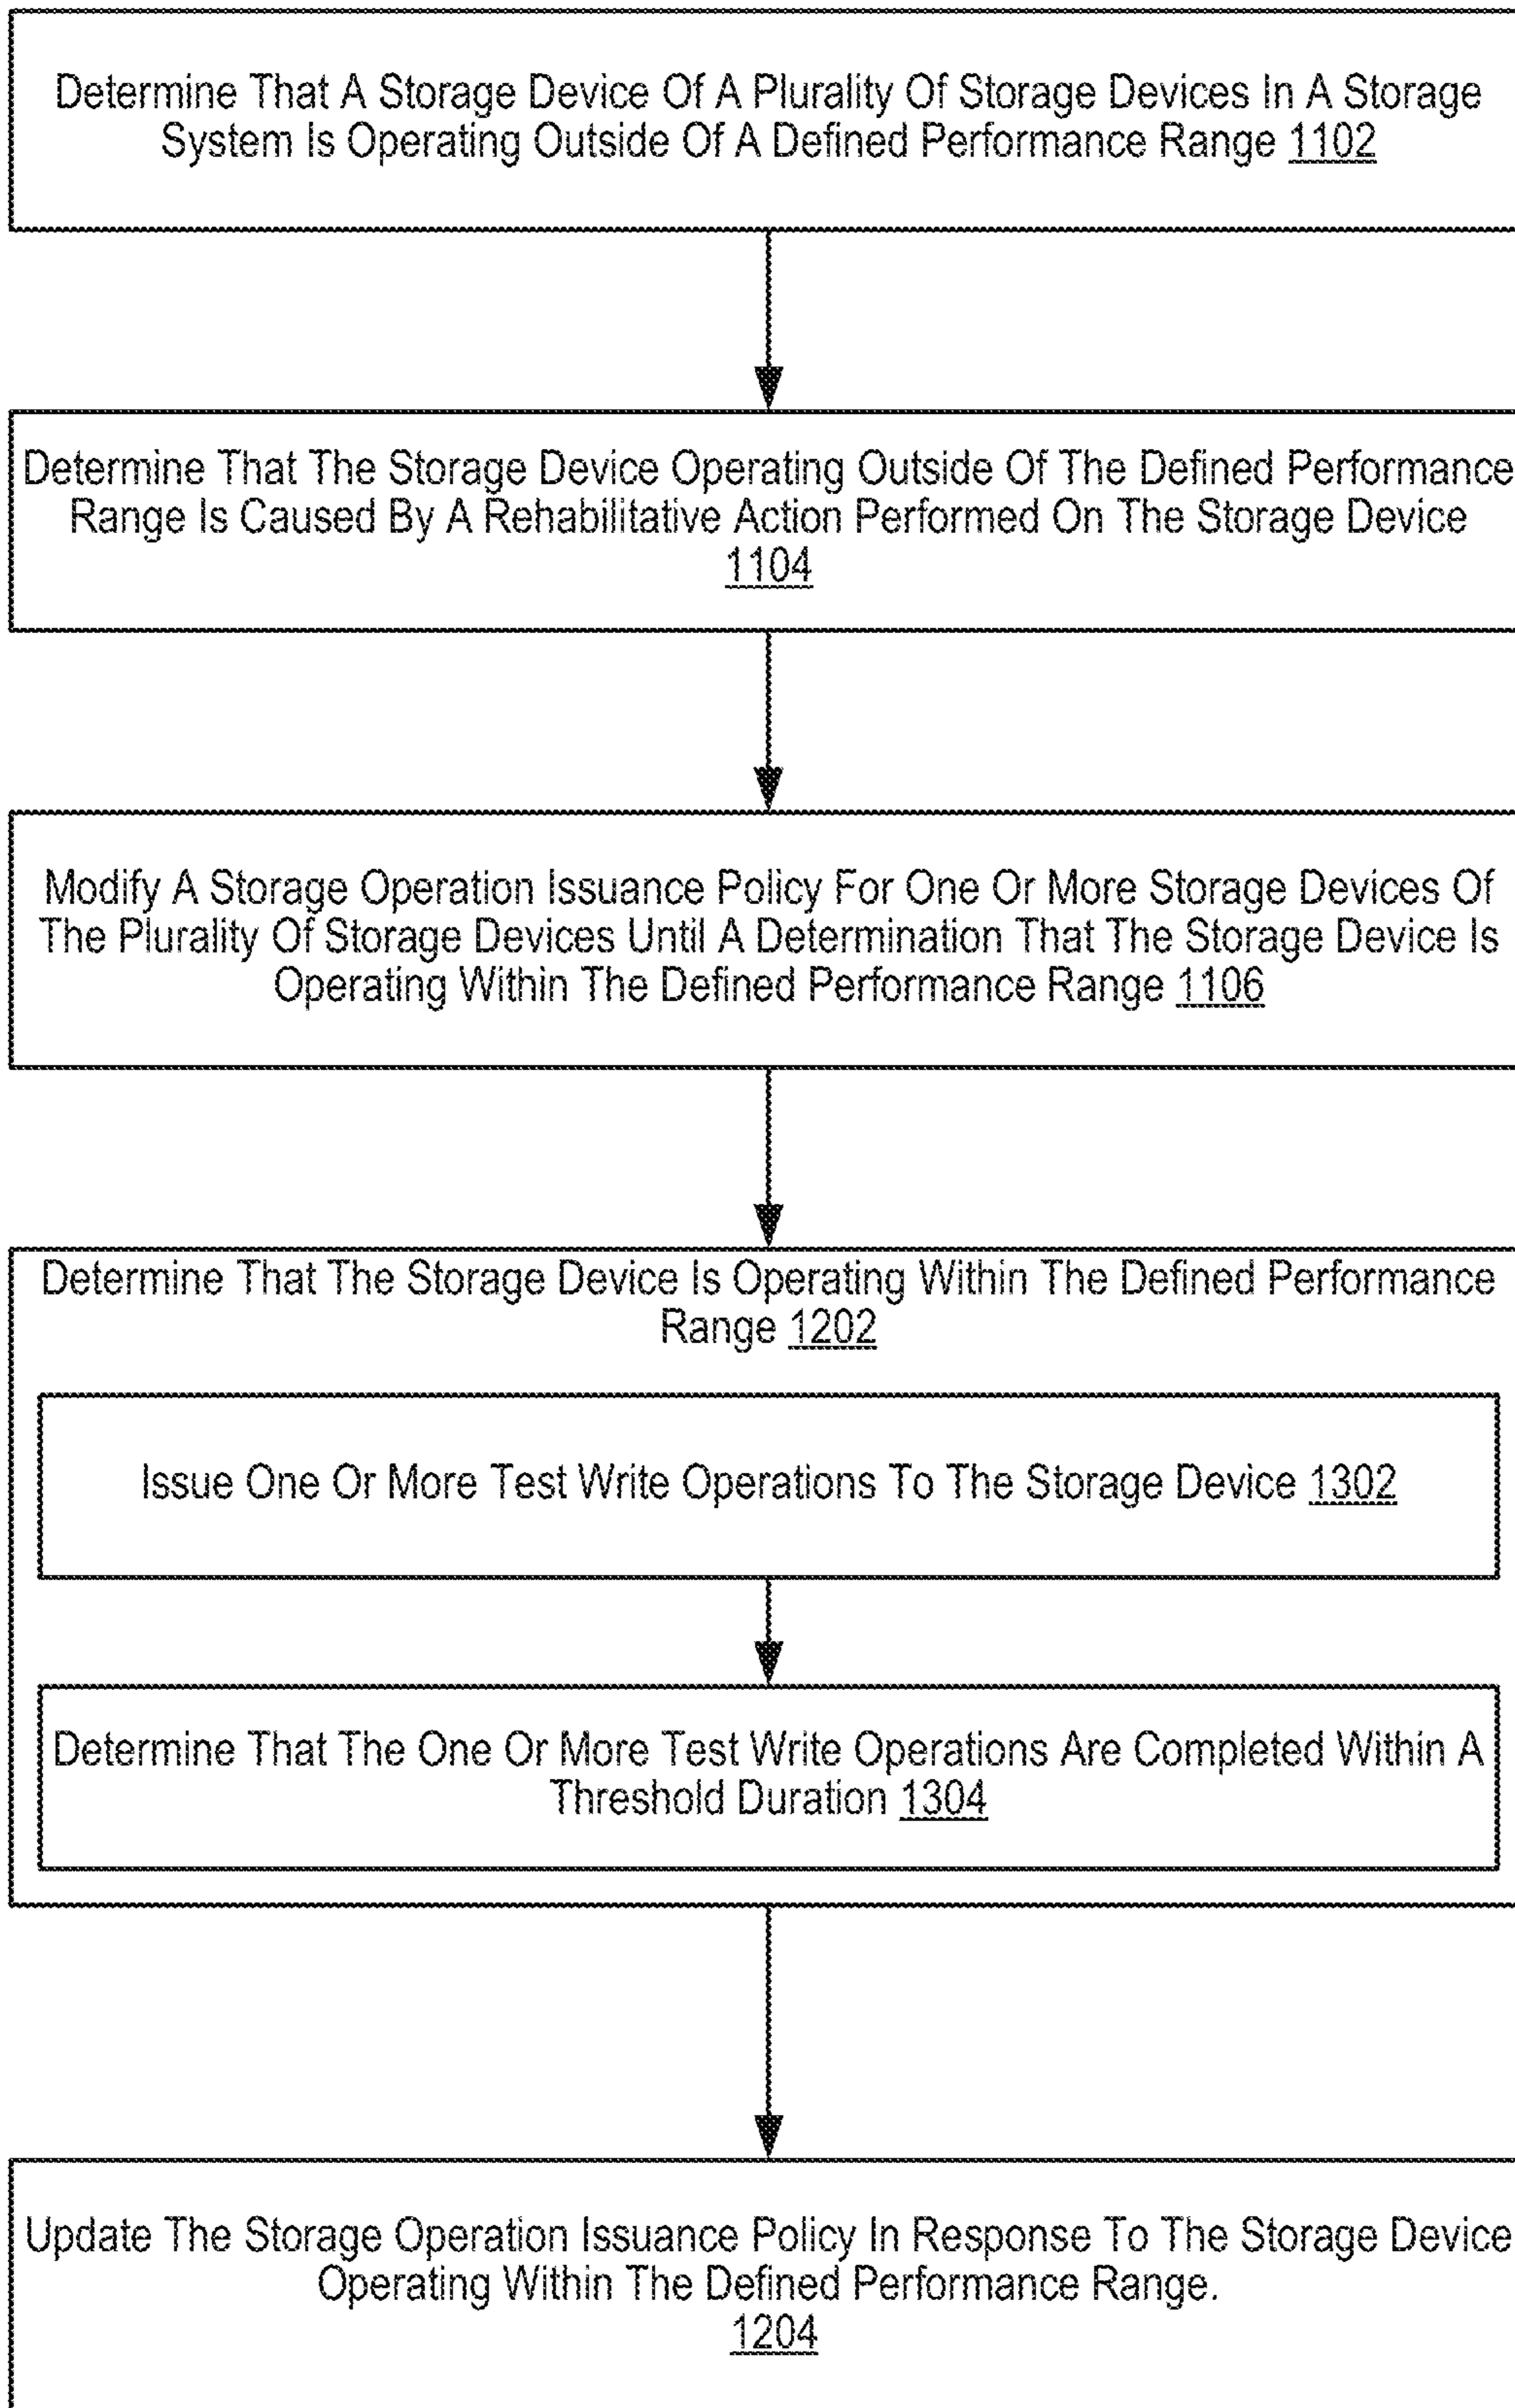 Determine That A Storage Device Of A Plurality Of Storage Devices In A Storage
System Is Operating Outside Of A Defined Performance Range 1102
Determine That The Storage Device Operating Outside Of The Defined Performance
Range Is Caused By A Rehabilitative Action Performed On The Storage Device
1104
Modify A Storage Operation Issuance Policy For One Or More Storage Devices Of
The Plurality Of Storage Devices Until A Determination That The Storage Device Is
Operating Within The Defined Performance Range 1106
Determine That The Storage Device Is Operating Within The Defined Performance
Range 1202
Issue One Or More Test Write Operations To The Storage Device 1302
Determine That The One Or More Test Write Operations Are Completed Within A
Threshold Duration 1304
Update The Storage Operation Issuance Policy In Response To The Storage Device
Operating Within The Defined Performance Range.
1204